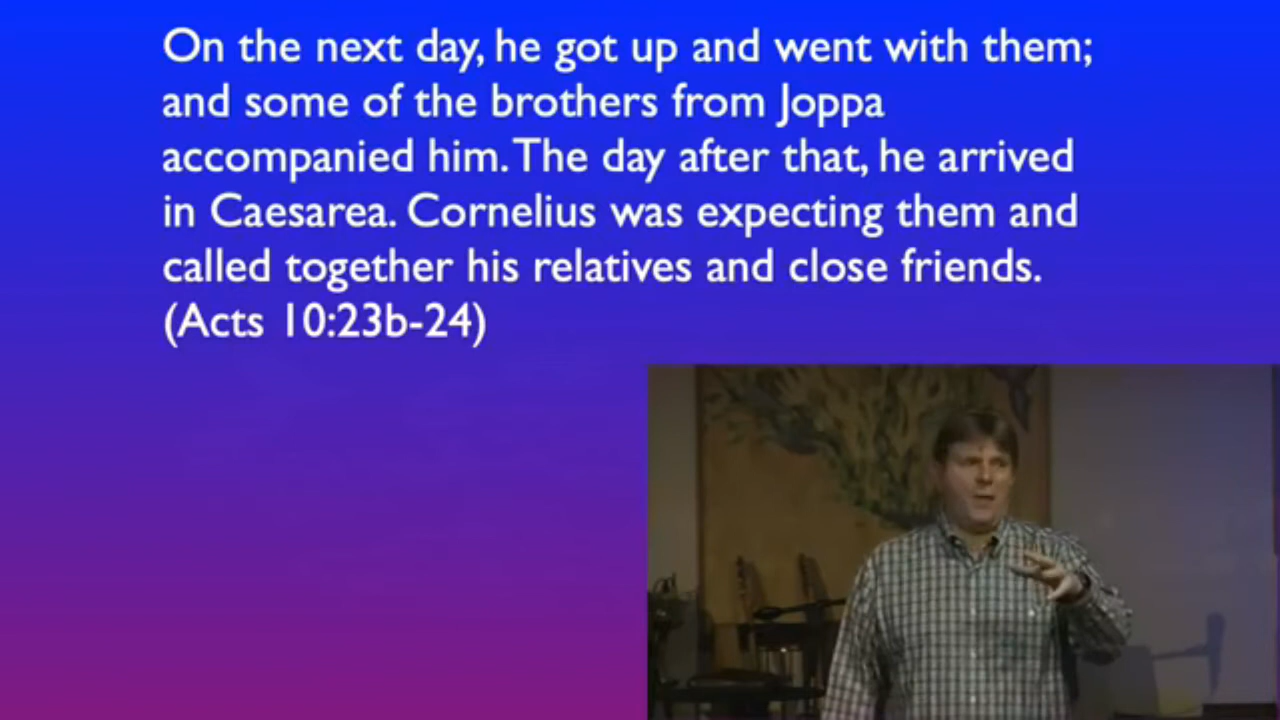 On the next day, he got up and went with them;
and some of the brothers from Joppa
accompanied him. The day after that, he arrived
in Caesarea. Cornelius was expecting them and
called together his relatives and close friends.
(Acts 10:23b-24)